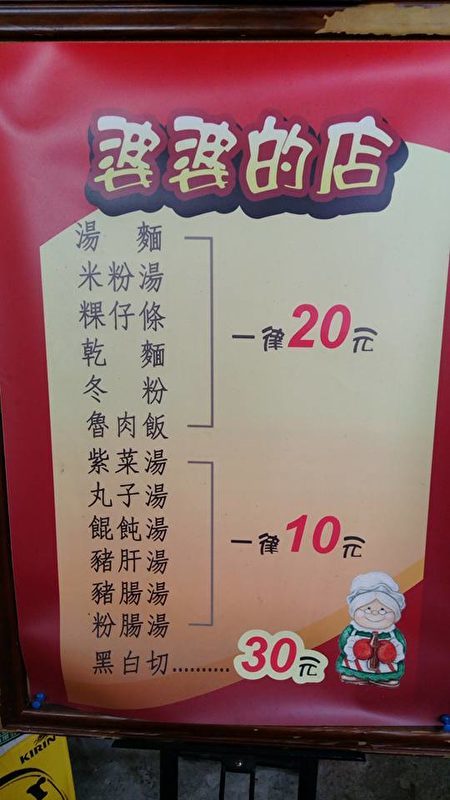 婆婆的店
湯 麵
米粉湯
粿仔條
乾 麵
冬 粉
魯肉飯
一律20元
紫菜湯
丸子湯
餛飩湯
豬肝湯
豬腸湯
粉腸湯
一律10元
黑白切..........30元
KIRIN